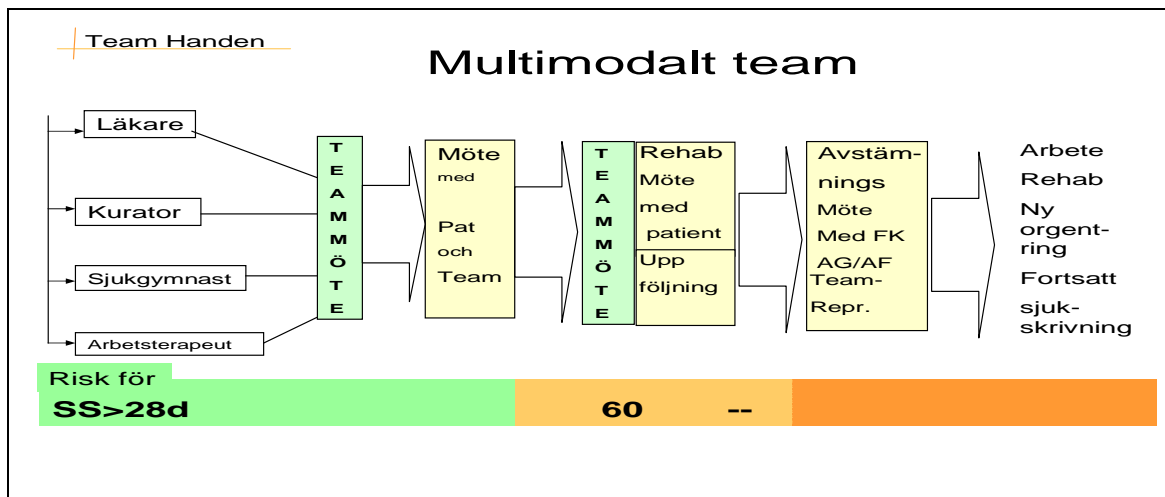 Team Handen
Multimodalt team
Läkare
Kurator
Sjukgymnast
Arbetsterapeut
TEAMMÖTE
Möte
med
Pat
och
Team
TEAMMÖTE
Rehab
Möte
med
patient
Upp
följning
Avstäm-
nings
Möte
Med FK
AG/AF
Team-
Repr.
Arbete
Rehab
Ny
orgent-
ring
Fortsatt
sjuk-
skrivning
Risk för
SS>28d
60 --